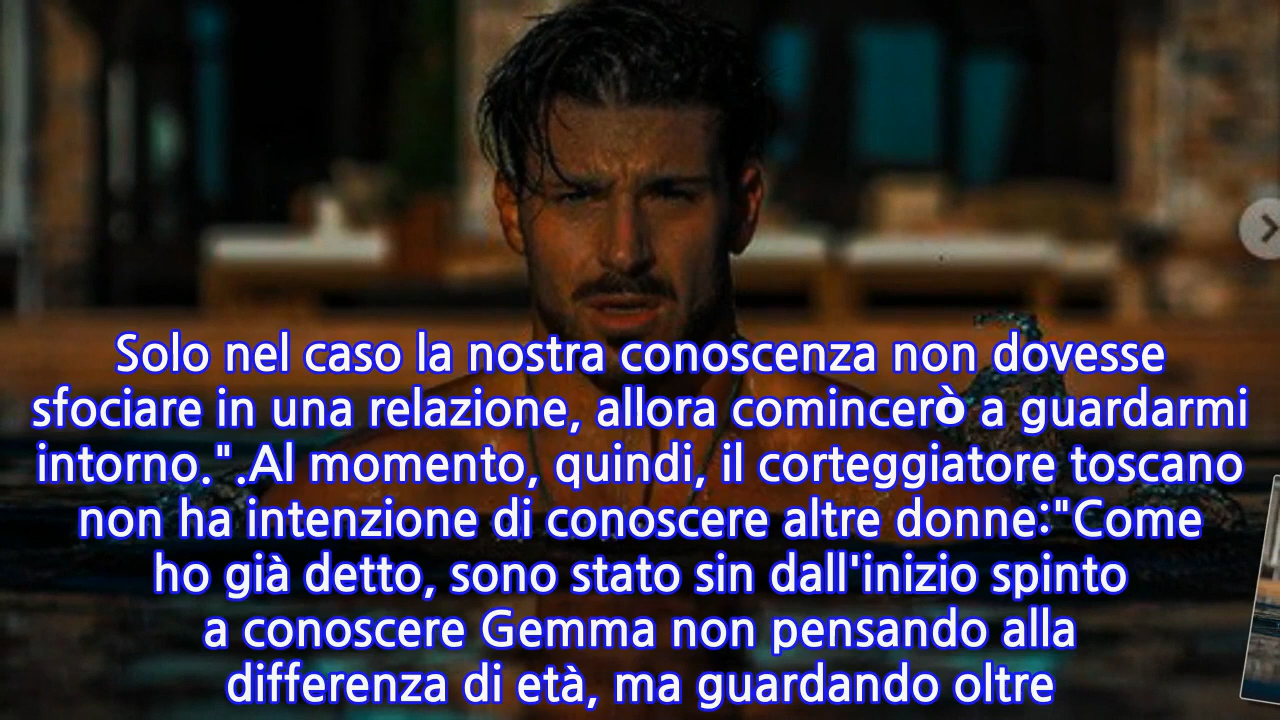 Solo nel caso la nostra conoscenza non dovesse
sfociare in una relazione, allora comincerò a guardarmi
intorno." .Al momento, quindi, il corteggiatore toscano
non ha intenzione di conoscere altre donne:"Come
ho già detto, sono stato sin dall'inizio spinto
a conoscere Gemma non pensando alla
differenza di età, ma guardando oltre